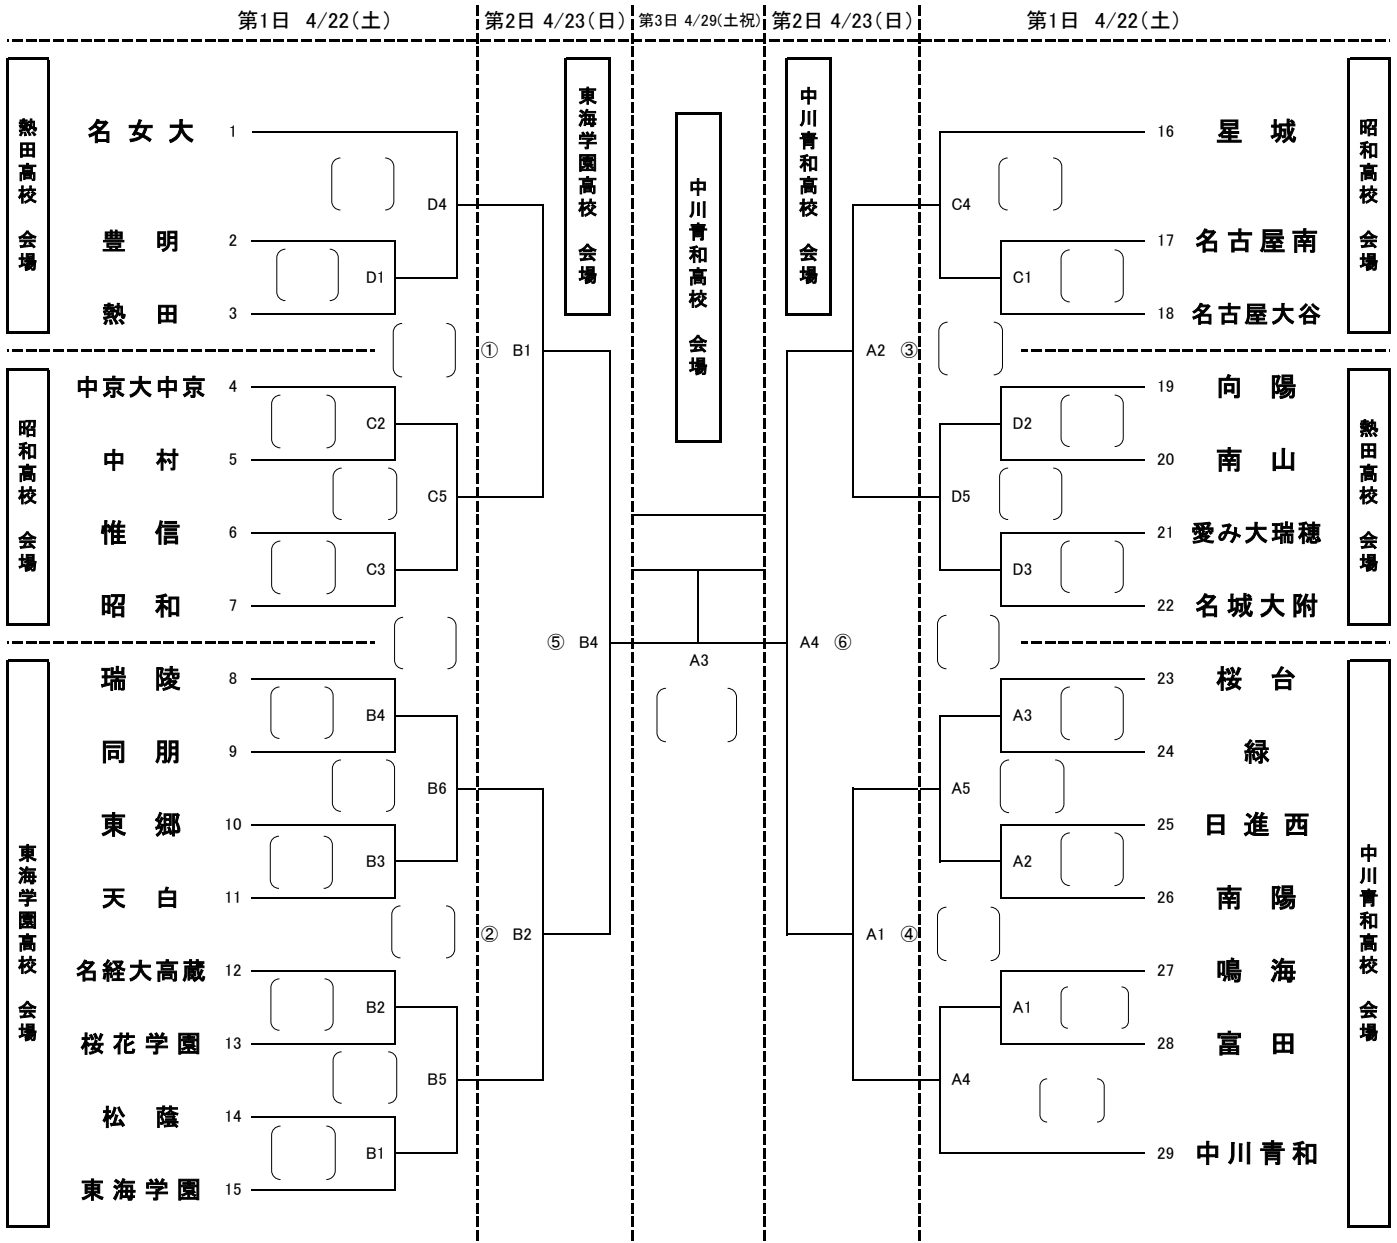 第1日 4/22(土)
第2日 4/23(日)
第3日 4/29(土祝)
第2日 4/23(日)
第1日 4/22(土)
熱田高校 会場
名女大 1
D4
豊明 2
D1
熱田 3
昭和高校 会場
中京大中京 4
C2
中村 5
C5
惟信 6
C3
昭和 7
東海学園高校 会場
瑞陵 8
B4
同朋 9
B6
東郷 10
B3
天白 11
名経大高蔵 12
B2
桜花学園 13
B5
松蔭 14
B1
東海学園 15
東海学園高校 会場
① B1
⑤ B4
② B2
中川青和高校 会場
A3
中川青和高校 会場
A2 ③
A4 ⑥
A1 ④
昭和高校 会場
16 星城
C4
17 名古屋南
C1
18 名古屋大谷
熱田高校 会場
19 向陽
D2
20 南山
D5
21 愛み大瑞穂
D3
22 名城大附
中川青和高校 会場
23 桜台
A3
24 緑
A5
25 日進西
A2
26 南陽
27 鳴海
A1
28 富田
A4
29 中川青和